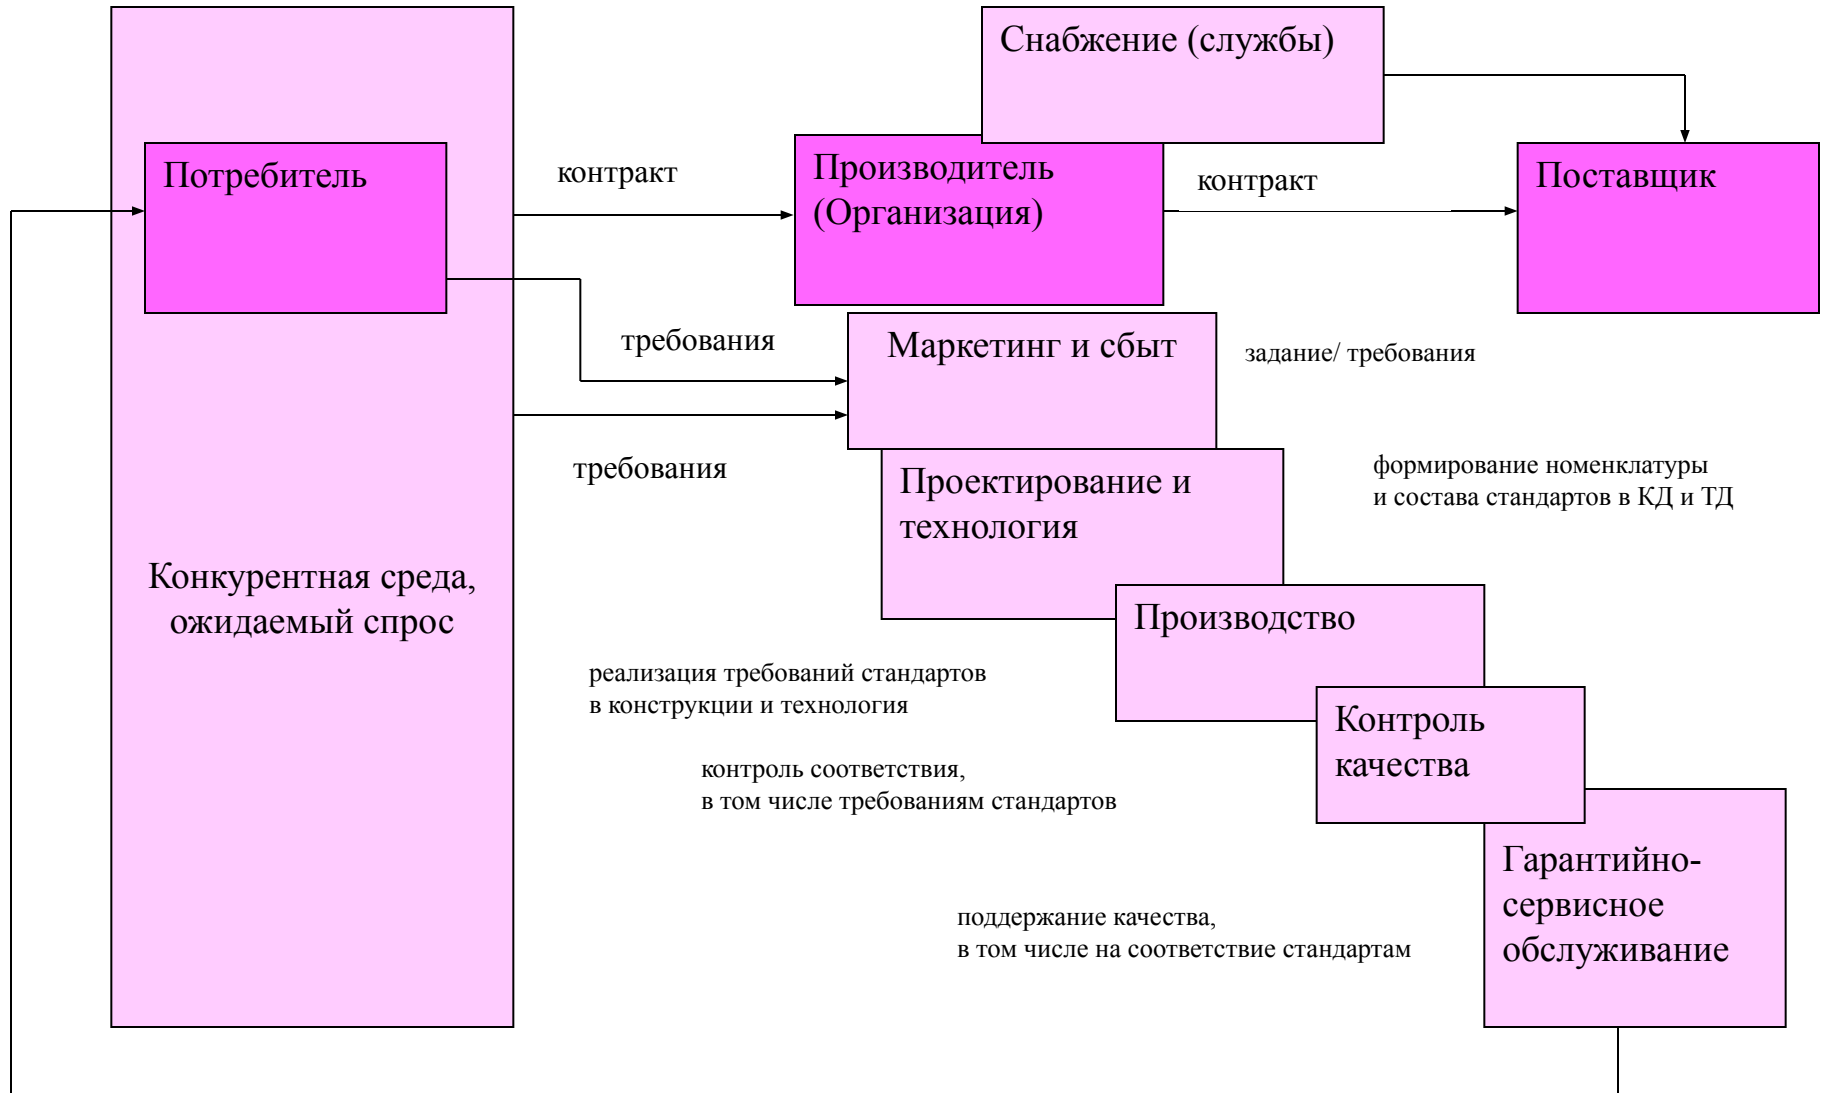 Снабжение (службы)
Потребитель
контракт
Производитель
(Организация)
контракт
Поставщик
требования
Маркетинг и сбыт
задание/ требования
требования
Проектирование и
технология
формирование номенклатуры
и состава стандартов в КД и ТД
Конкурентная среда,
ожидаемый спрос
Производство
реализация требований стандартов
в конструкции и технология
Контроль
качества
контроль соответствия,
в том числе требованиям стандартов
Гарантийно-
сервисное
обслуживание
поддержание качества,
в том числе на соответствие стандартам